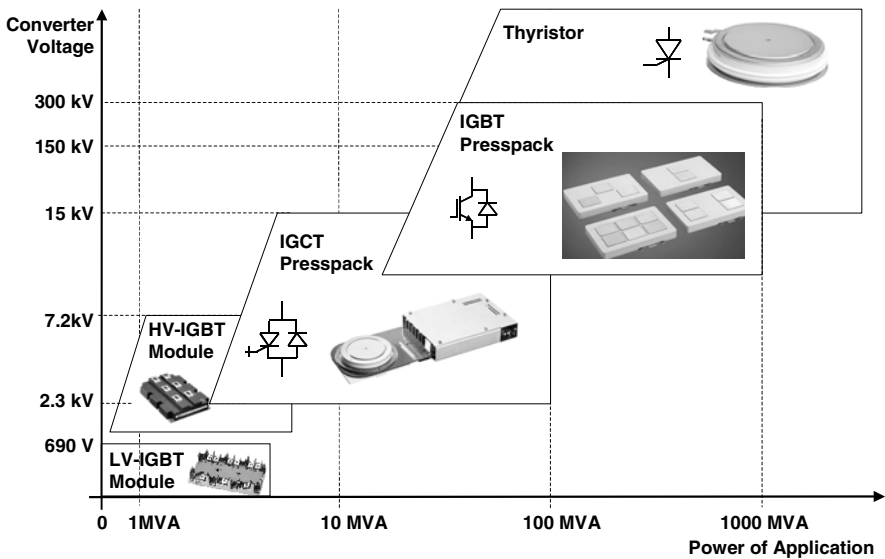 Converter
Voltage
Thyristor
300 kV
IGBT
Presspack
150 kV
15 kV
IGCT
Presspack
7.2kV
HV-IGBT
Module
2.3 kV
690 V
LV-IGBT
Module
0
1MVA
10 MVA
100 MVA
1000 MVA
Power of Application